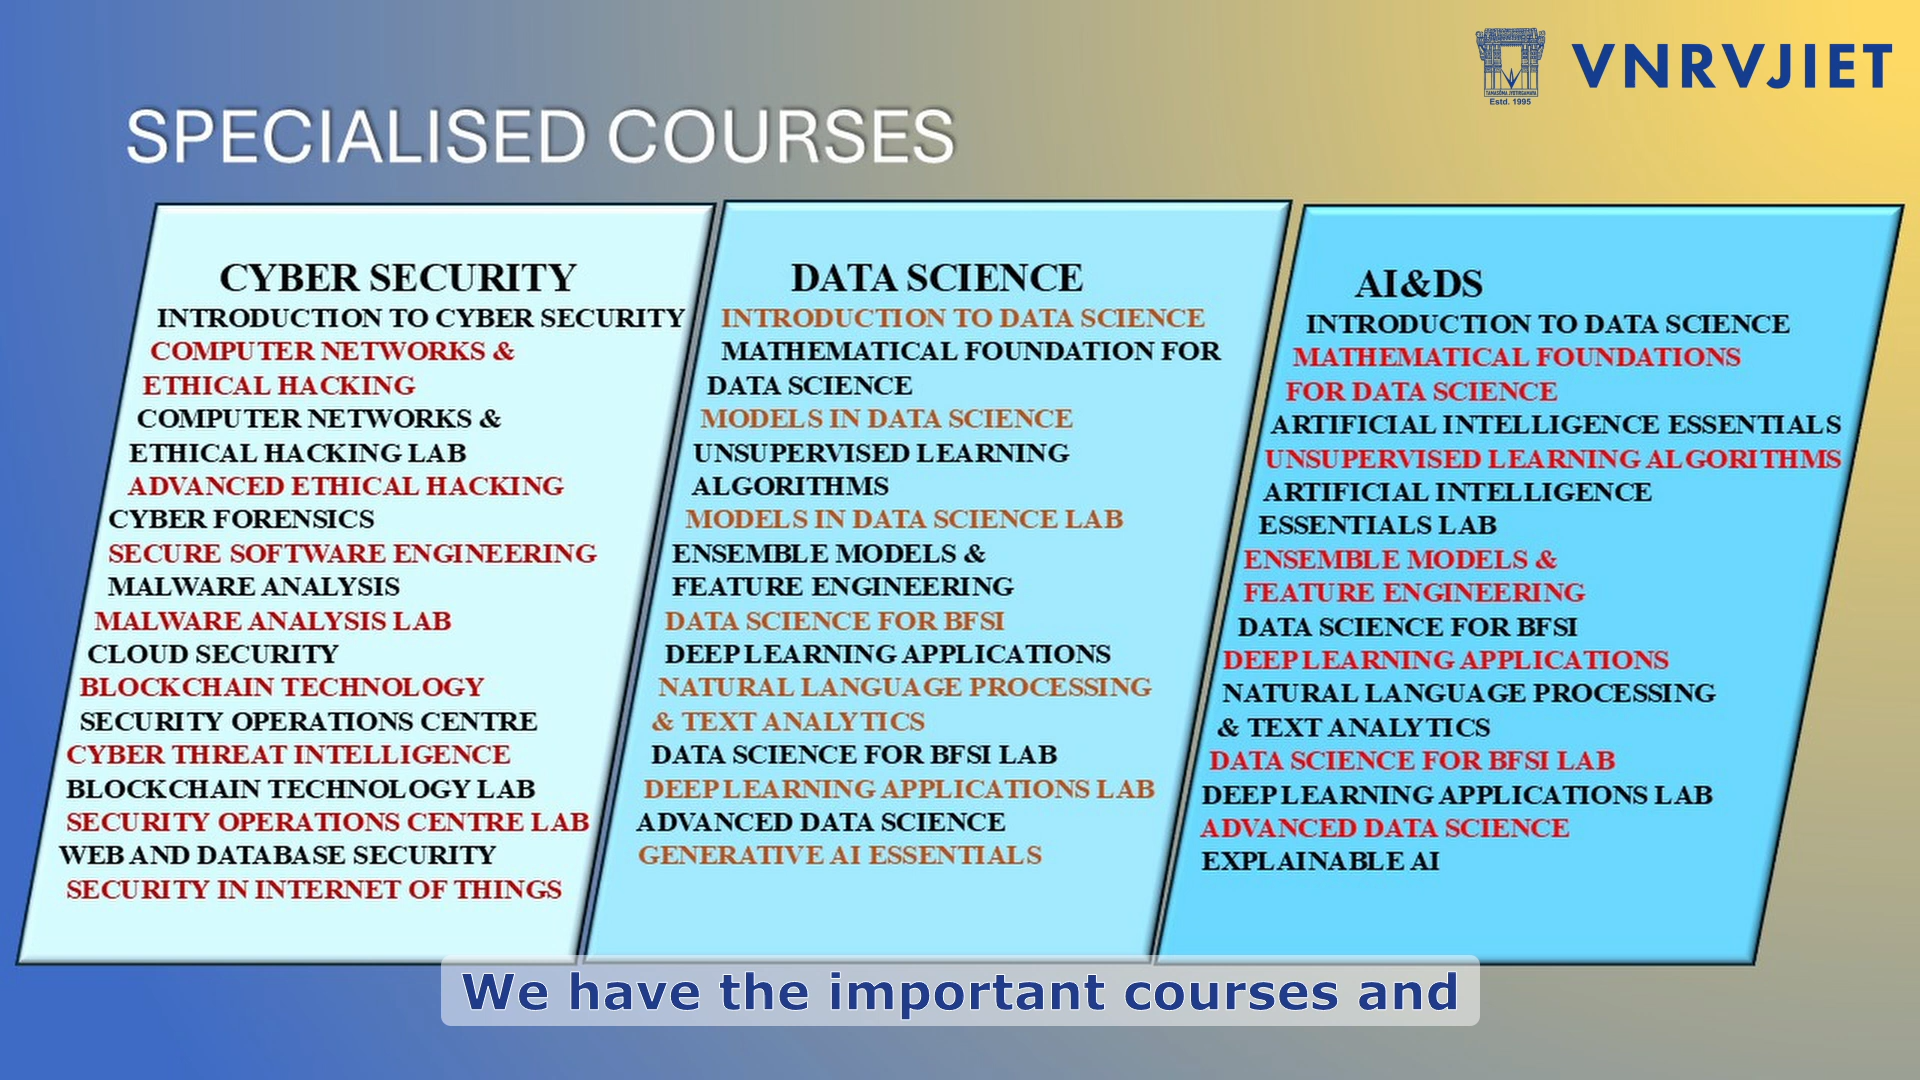 VNRVJIET
Estd. 1995
SPECIALISED COURSES
CYBER SECURITY
INTRODUCTION TO CYBER SECURITY
COMPUTER NETWORKS &
ETHICAL HACKING
COMPUTER NETWORKS &
ETHICAL HACKING LAB
ADVANCED ETHICAL HACKING
CYBER FORENSICS
SECURE SOFTWARE ENGINEERING
MALWARE ANALYSIS
MALWARE ANALYSIS LAB
CLOUD SECURITY
BLOCKCHAIN TECHNOLOGY
SECURITY OPERATIONS CENTRE
CYBER THREAT INTELLIGENCE
BLOCKCHAIN TECHNOLOGY LAB
SECURITY OPERATIONS CENTRE LAB
WEB AND DATABASE SECURITY
SECURITY IN INTERNET OF THINGS
DATA SCIENCE
INTRODUCTION TO DATA SCIENCE
MATHEMATICAL FOUNDATION FOR
DATA SCIENCE
MODELS IN DATA SCIENCE
UNSUPERVISED LEARNING
ALGORITHMS
MODELS IN DATA SCIENCE LAB
ENSEMBLE MODELS &
FEATURE ENGINEERING
DATA SCIENCE FOR BFSI
DEEP LEARNING APPLICATIONS
NATURAL LANGUAGE PROCESSING
& TEXT ANALYTICS
DATA SCIENCE FOR BFSI LAB
DEEP LEARNING APPLICATIONS LAB
ADVANCED DATA SCIENCE
GENERATIVE AI ESSENTIALS
AI&DS
INTRODUCTION TO DATA SCIENCE
MATHEMATICAL FOUNDATIONS
FOR DATA SCIENCE
ARTIFICIAL INTELLIGENCE ESSENTIALS
UNSUPERVISED LEARNING ALGORITHMS
ARTIFICIAL INTELLIGENCE
ESSENTIALS LAB
ENSEMBLE MODELS &
FEATURE ENGINEERING
DATA SCIENCE FOR BFSI
DEEP LEARNING APPLICATIONS
NATURAL LANGUAGE PROCESSING
& TEXT ANALYTICS
DATA SCIENCE FOR BFSI LAB
DEEP LEARNING APPLICATIONS LAB
ADVANCED DATA SCIENCE
EXPLAINABLE AI
We have the important courses and